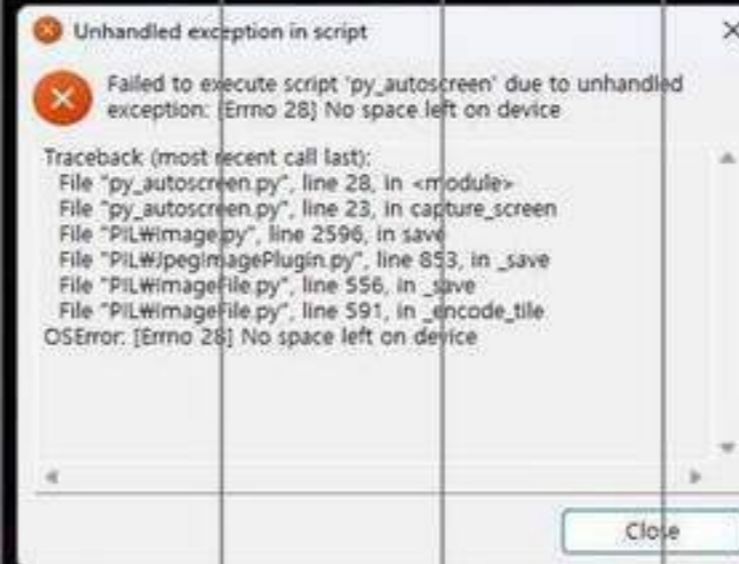 Unhandled exception in script
Failed to execute script 'py_autoscreen' due to unhandled
exception: [Errno 28] No space left on device
Traceback (most recent call last):
File "py_autoscreen.py", line 28, in <module>
File "py_autoscreen.py", line 23, in capture_screen
File "PIL₩Image.py", line 2596, in save
File "PIL₩JpegImagePlugin.py", line 853, in _save
File "PIL₩ImageFile.py", line 556, in _save
File "PIL₩ImageFile.py", line 591, in _encode_tile
OSError: [Errno 28] No space left on device
Close